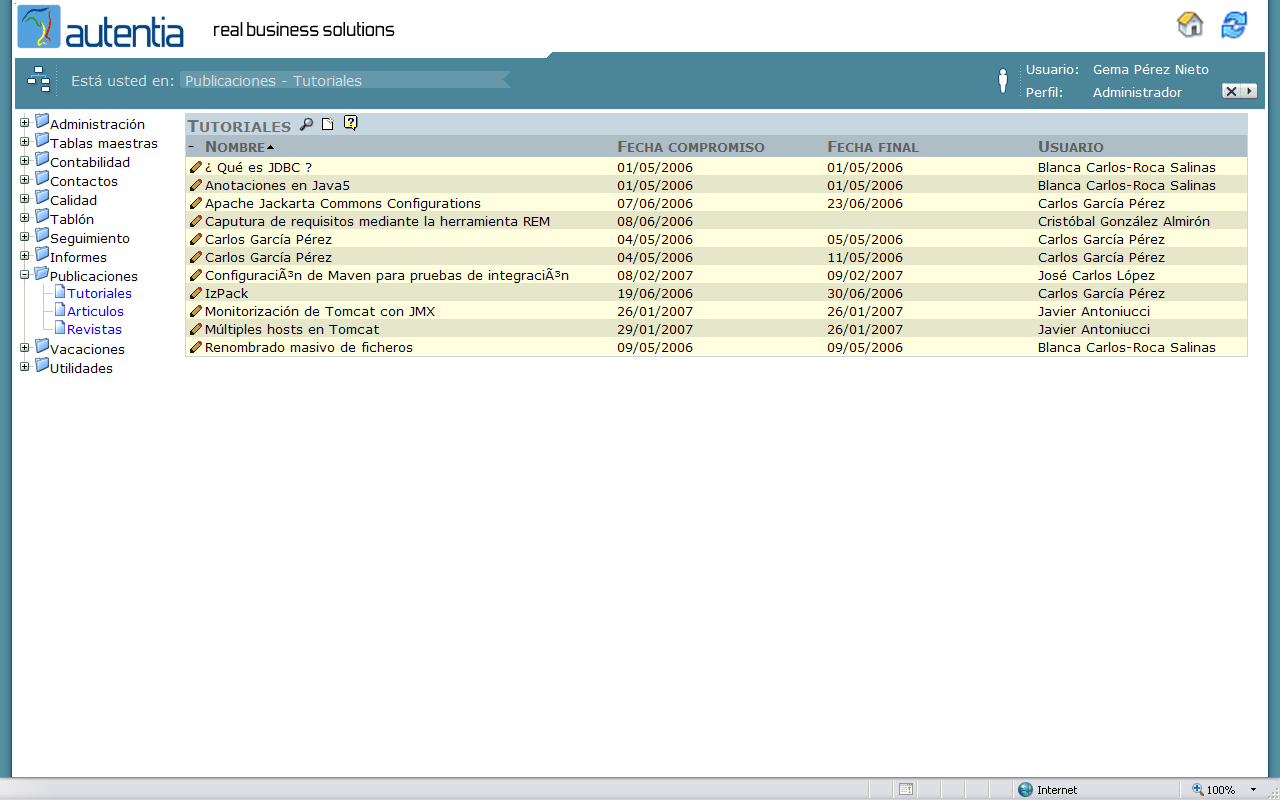 autentia real business solutions
Está usted en: Publicaciones - Tutoriales
Usuario: Gema Pérez Nieto
Perfil: Administrador
Administración
Tablas maestras
Contabilidad
Contactos
Calidad
Tablón
Seguimiento
Informes
Publicaciones
Tutoriales
Articulos
Revistas
Vacaciones
Utilidades
TUTORIALES
- NOMBRE FECHA COMPROMISO FECHA FINAL USUARIO
¿ Qué es JDBC ? 01/05/2006 01/05/2006 Blanca Carlos-Roca Salinas
Anotaciones en Java5 01/05/2006 01/05/2006 Blanca Carlos-Roca Salinas
Apache Jackarta Commons Configurations 07/06/2006 23/06/2006 Carlos García Pérez
Caputura de requisitos mediante la herramienta REM 08/06/2006 Cristóbal González Almirón
Carlos García Pérez 04/05/2006 05/05/2006 Carlos García Pérez
Carlos García Pérez 04/05/2006 11/05/2006 Carlos García Pérez
ConfiguraciÃ³n de Maven para pruebas de integraciÃ³n 08/02/2007 09/02/2007 José Carlos López
IzPack 19/06/2006 30/06/2006 Carlos García Pérez
Monitorización de Tomcat con JMX 26/01/2007 26/01/2007 Javier Antoniucci
Múltiples hosts en Tomcat 29/01/2007 26/01/2007 Javier Antoniucci
Renombrado masivo de ficheros 09/05/2006 09/05/2006 Blanca Carlos-Roca Salinas
Internet 100%